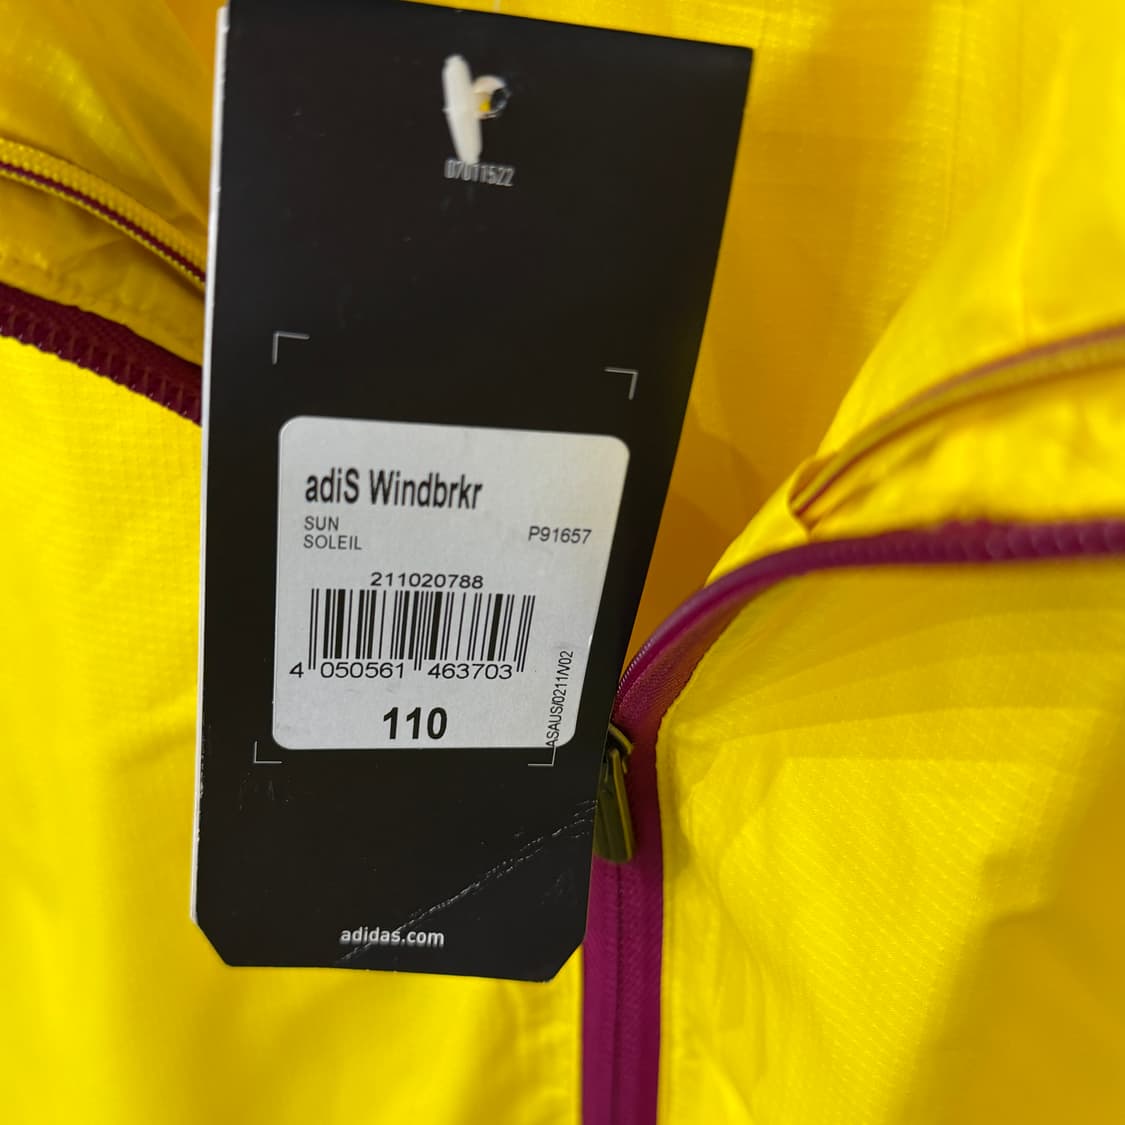 07011522
adiS Windbrkr
SUN
SOLEIL
P91657
211020788
4 050561 463703
110
ASAUS/0211/V02
adidas.com